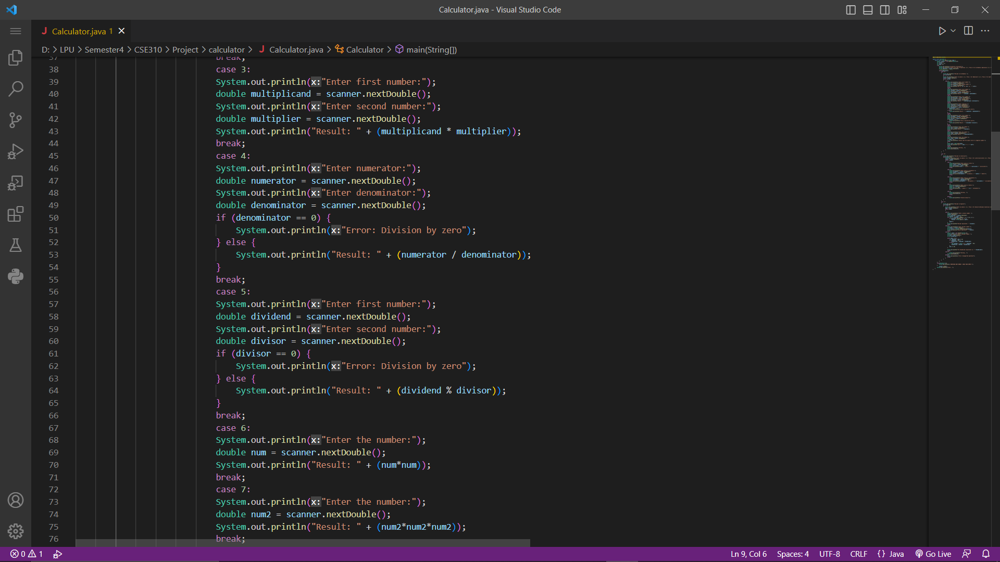 Calculator.java - Visual Studio Code
J Calculator.java 1
D: > LPU > Semester4 > CSE310 > Project > calculator > J Calculator.java > Calculator > main(String[])
37 break;
38 case 3:
39 System.out.println(x:"Enter first number:");
40 double multiplicand = scanner.nextDouble();
41 System.out.println(x:"Enter second number:");
42 double multiplier = scanner.nextDouble();
43 System.out.println("Result: " + (multiplicand * multiplier));
44 break;
45 case 4:
46 System.out.println(x:"Enter numerator:");
47 double numerator = scanner.nextDouble();
48 System.out.println(x:"Enter denominator:");
49 double denominator = scanner.nextDouble();
50 if (denominator == 0) {
51 System.out.println(x:"Error: Division by zero");
52 } else {
53 System.out.println("Result: " + (numerator / denominator));
54 }
55 break;
56 case 5:
57 System.out.println(x:"Enter first number:");
58 double dividend = scanner.nextDouble();
59 System.out.println(x:"Enter second number:");
60 double divisor = scanner.nextDouble();
61 if (divisor == 0) {
62 System.out.println(x:"Error: Division by zero");
63 } else {
64 System.out.println("Result: " + (dividend % divisor));
65 }
66 break;
67 case 6:
68 System.out.println(x:"Enter the number:");
69 double num = scanner.nextDouble();
70 System.out.println("Result: " + (num*num));
71 break;
72 case 7:
73 System.out.println(x:"Enter the number:");
74 double num2 = scanner.nextDouble();
75 System.out.println("Result: " + (num2*num2*num2));
76 break;
0 1 Ln 9, Col 6 Spaces: 4 UTF-8 CRLF {} Java Go Live